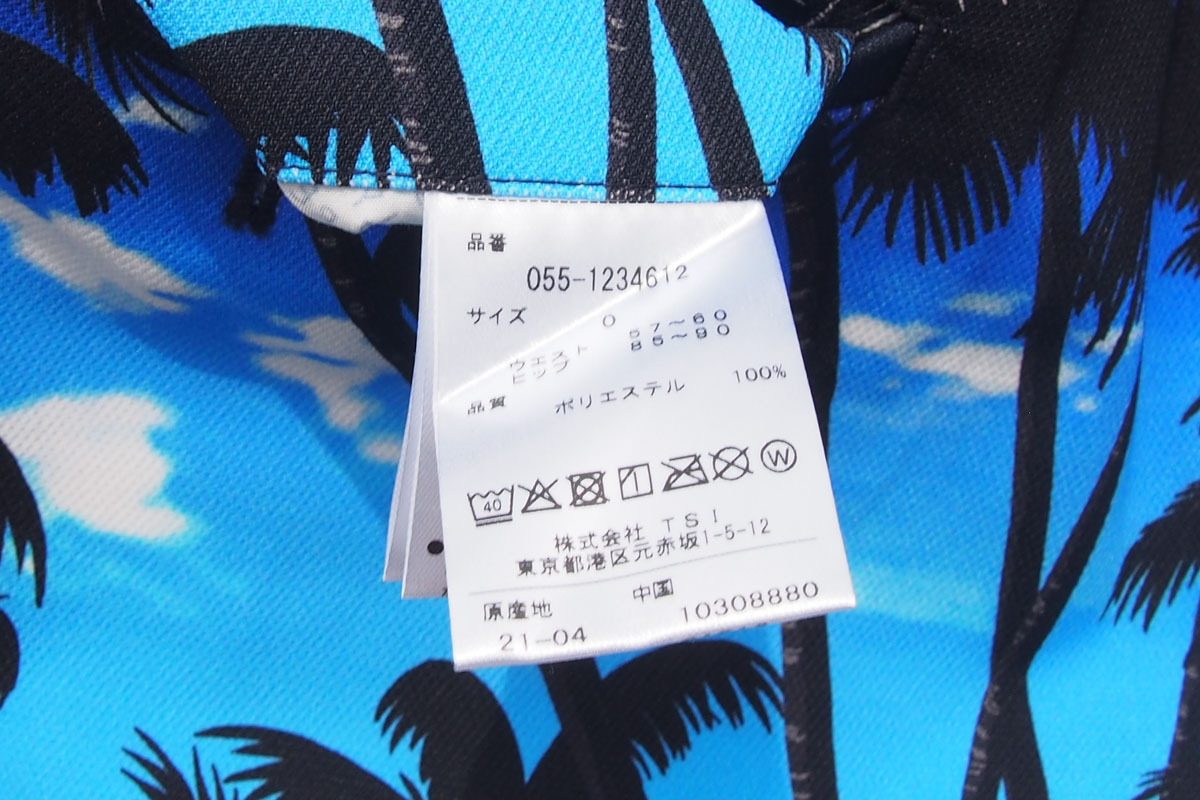 品番
055-1234612
サイズ 0
ウエスト 57～60
ヒップ 85～90
品質 ポリエステル 100%
40 W
株式会社 TSI
東京都港区元赤坂1-5-12
原産地 中国
21-04 10308880